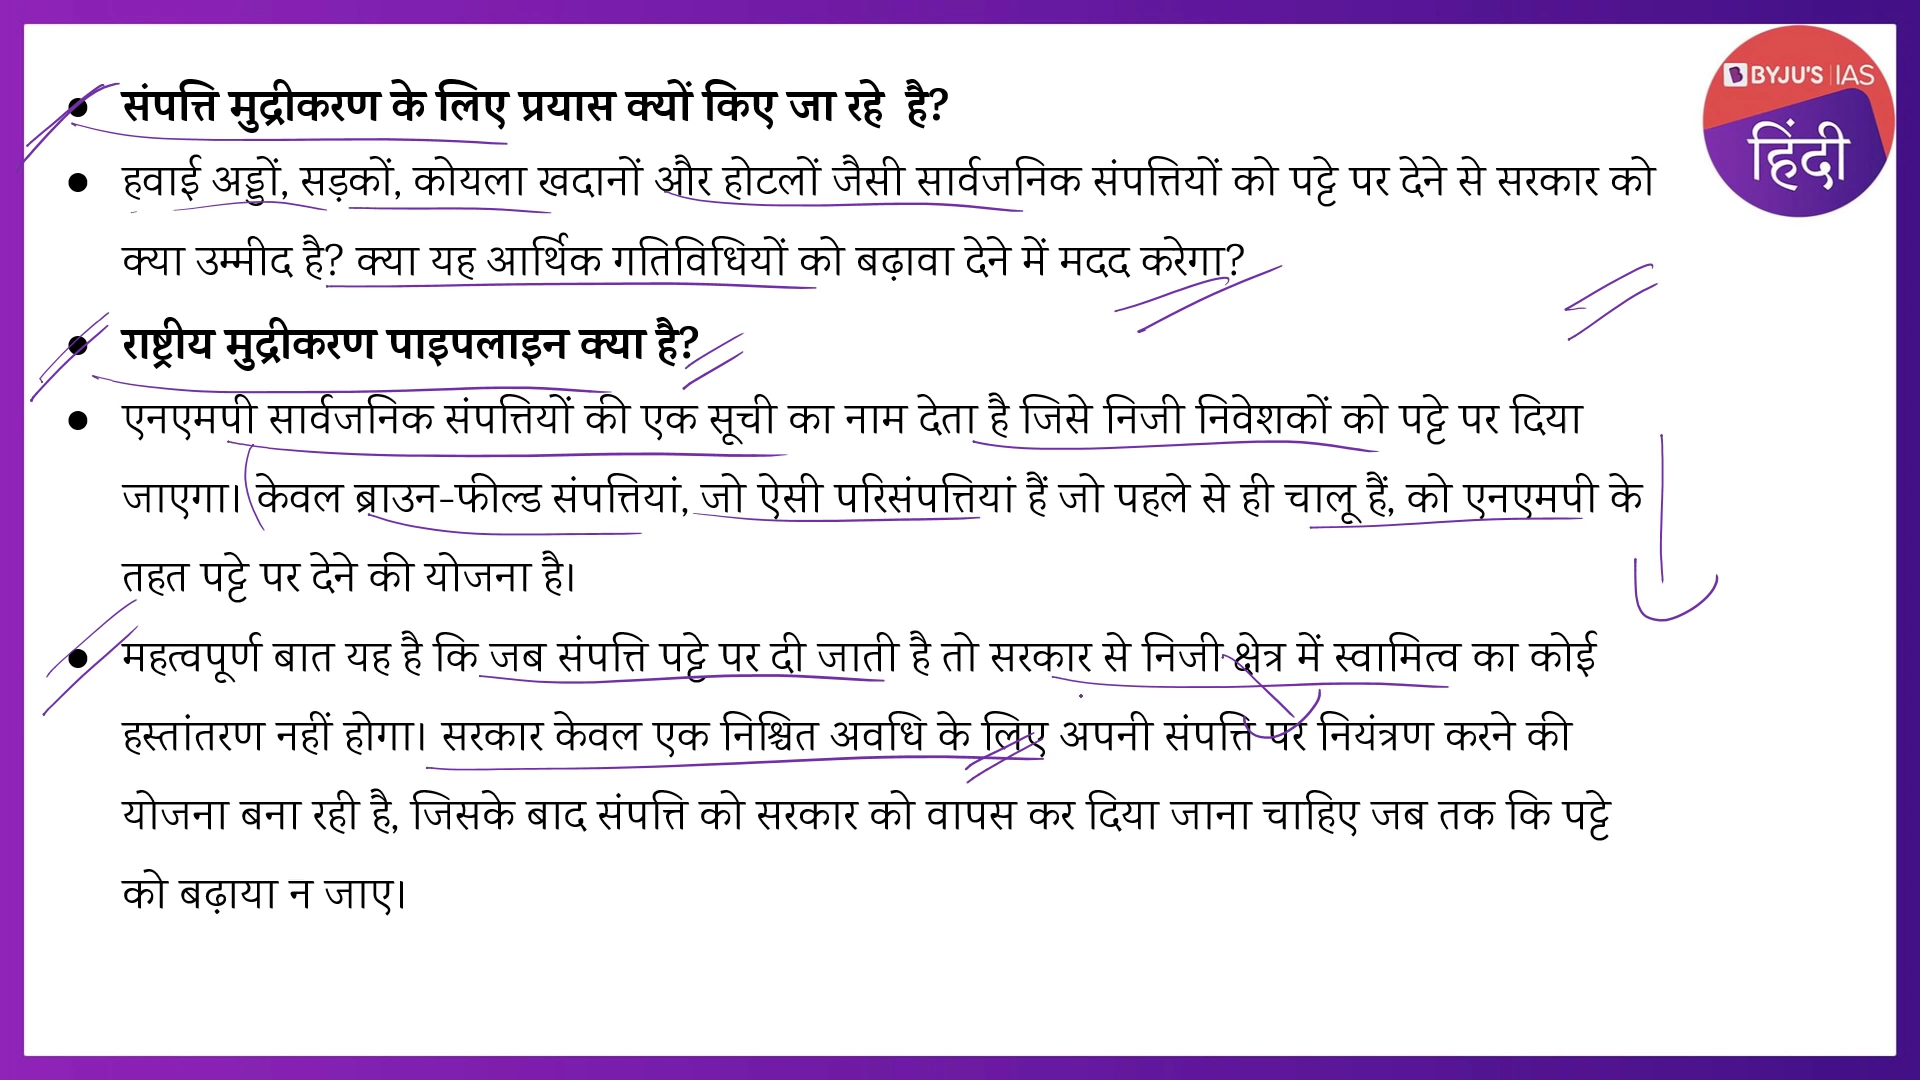 BYJU'S IAS
हिंदी
संपत्ति मुद्रीकरण के लिए प्रयास क्यों किए जा रहे है?
हवाई अड्डों, सड़कों, कोयला खदानों और होटलों जैसी सार्वजनिक संपत्तियों को पट्टे पर देने से सरकार को
क्या उम्मीद है? क्या यह आर्थिक गतिविधियों को बढ़ावा देने में मदद करेगा?
राष्ट्रीय मुद्रीकरण पाइपलाइन क्या है?
एनएमपी सार्वजनिक संपत्तियों की एक सूची का नाम देता है जिसे निजी निवेशकों को पट्टे पर दिया
जाएगा। केवल ब्राउन-फील्ड संपत्तियां, जो ऐसी परिसंपत्तियां हैं जो पहले से ही चालू हैं, को एनएमपी के
तहत पट्टे पर देने की योजना है।
महत्वपूर्ण बात यह है कि जब संपत्ति पट्टे पर दी जाती है तो सरकार से निजी क्षेत्र में स्वामित्व का कोई
हस्तांतरण नहीं होगा। सरकार केवल एक निश्चित अवधि के लिए अपनी संपत्ति पर नियंत्रण करने की
योजना बना रही है, जिसके बाद संपत्ति को सरकार को वापस कर दिया जाना चाहिए जब तक कि पट्टे
को बढ़ाया न जाए।